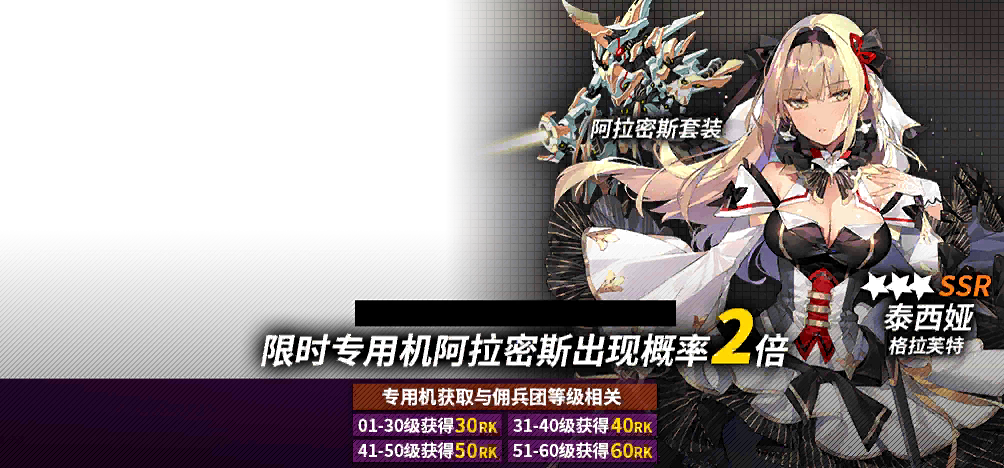 阿拉密斯套装
SSR
泰西娅
格拉芙特
限时专用机阿拉密斯出现概率2倍
专用机获取与佣兵团等级相关
01-30级获得30RK 31-40级获得40RK
41-50级获得50RK 51-60级获得60RK